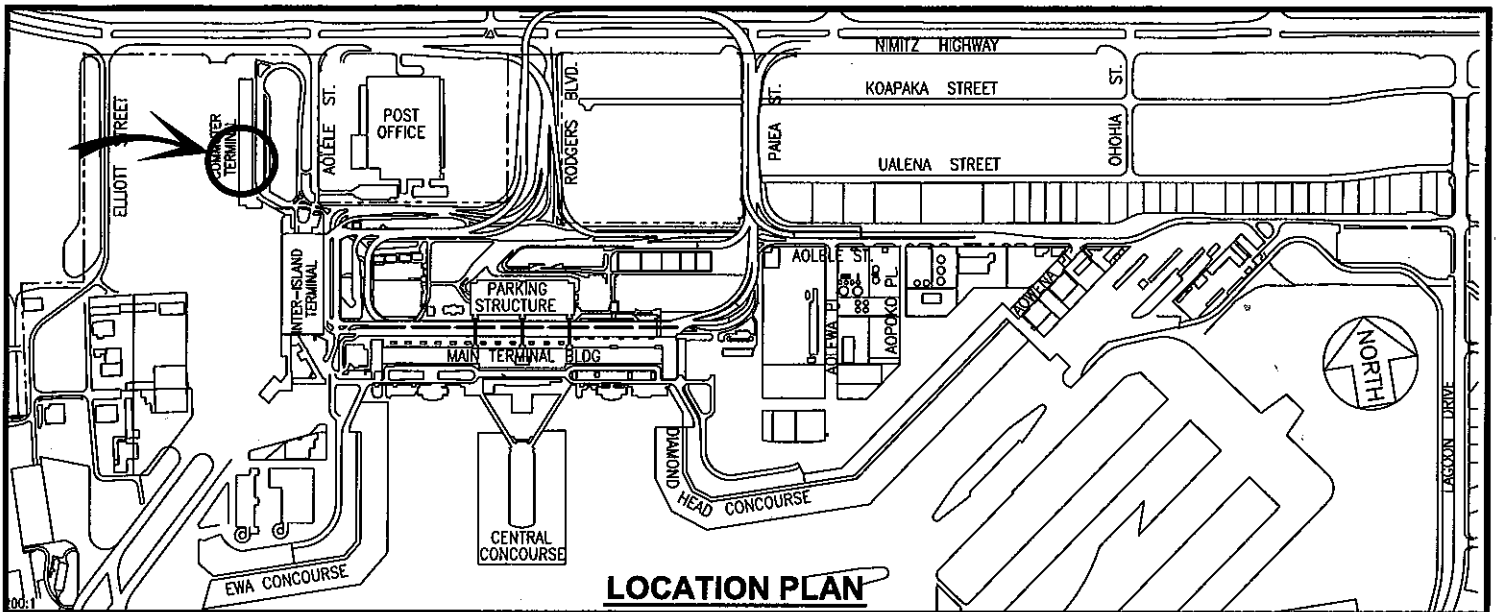 NIMITZ HIGHWAY
KOAPAKA STREET
UALENA STREET
ELLIOTT STREET
COMMUTER
TERMINAL
AOLELE ST.
POST
OFFICE
RODGERS BLVD.
PAIEA ST.
OHOHIA ST.
INTER-ISLAND
TERMINAL
PARKING
STRUCTURE
MAIN TERMINAL BLDG
AOLELE ST.
AOLEWA PL
AOPOKO PL
AOWENA
NORTH
LAGOON DRIVE
DIAMOND
HEAD CONCOURSE
CENTRAL
CONCOURSE
EWA CONCOURSE
LOCATION PLAN